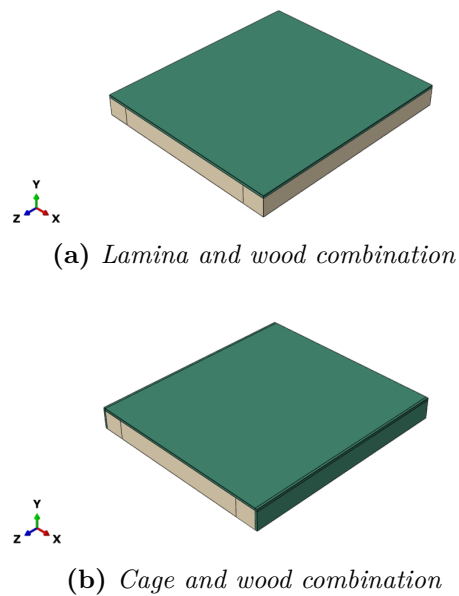 Y
Z X
(a) Lamina and wood combination
Y
Z X
(b) Cage and wood combination